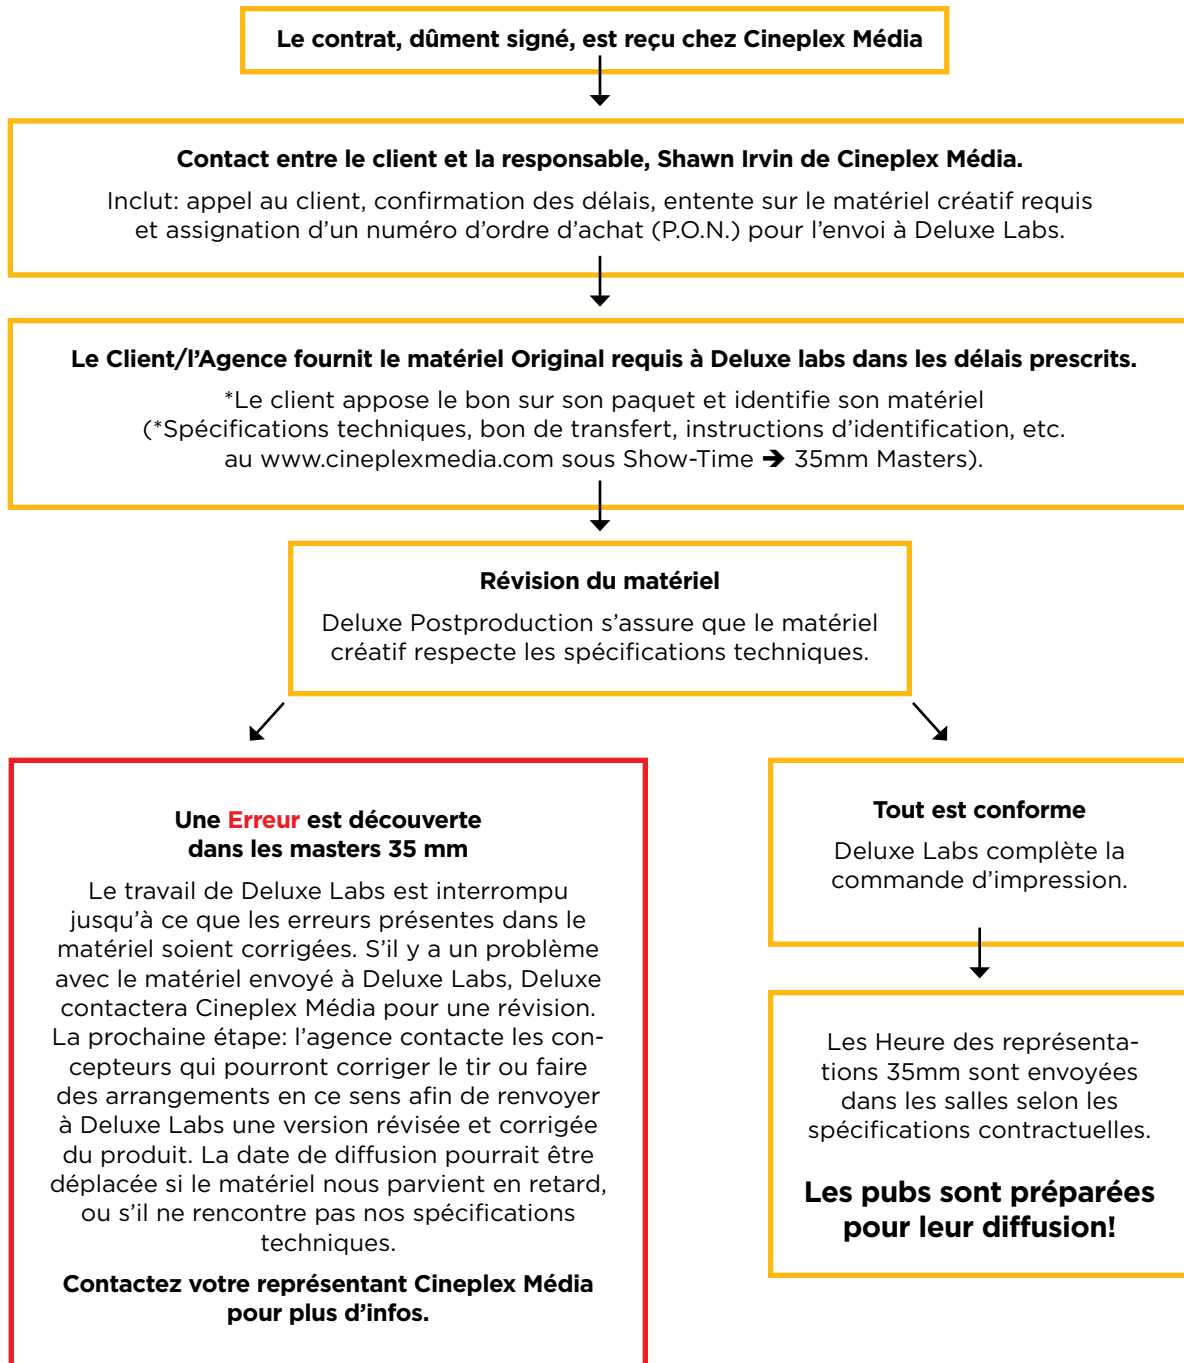 Le contrat, dûment signé, est reçu chez Cineplex Média
Contact entre le client et la responsable, Shawn Irvin de Cineplex Média.
Inclut: appel au client, confirmation des délais, entente sur le matériel créatif requis
et assignation d’un numéro d’ordre d’achat (P.O.N.) pour l’envoi à Deluxe Labs.
Le Client/l’Agence fournit le matériel Original requis à Deluxe labs dans les délais prescrits.
*Le client appose le bon sur son paquet et identifie son matériel
(*Spécifications techniques, bon de transfert, instructions d’identification, etc.
au www.cineplexmedia.com sous Show-Time ➔ 35mm Masters).
Révision du matériel
Deluxe Postproduction s’assure que le matériel
créatif respecte les spécifications techniques.
Une Erreur est découverte
dans les masters 35 mm
Le travail de Deluxe Labs est interrompu
jusqu’à ce que les erreurs présentes dans le
matériel soient corrigées. S’il y a un problème
avec le matériel envoyé à Deluxe Labs, Deluxe
contactera Cineplex Média pour une révision.
La prochaine étape: l’agence contacte les con-
cepteurs qui pourront corriger le tir ou faire
des arrangements en ce sens afin de renvoyer
à Deluxe Labs une version révisée et corrigée
du produit. La date de diffusion pourrait être
déplacée si le matériel nous parvient en retard,
ou s’il ne rencontre pas nos spécifications
techniques.
Contactez votre représentant Cineplex Média
pour plus d’infos.
Tout est conforme
Deluxe Labs complète la
commande d’impression.
Les Heure des représenta-
tions 35mm sont envoyées
dans les salles selon les
spécifications contractuelles.
Les pubs sont préparées
pour leur diffusion!